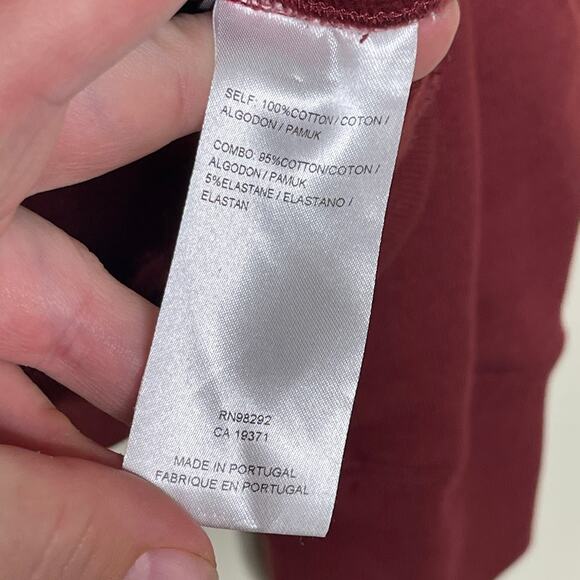 SELF: 100%COTTON/COTON/
ALGODON/PAMUK
COMBO: 95%COTTON/COTON/
ALGODON/PAMUK
5%ELASTANE/ELASTANO/
ELASTAN
RN98292
CA 19371
MADE IN PORTUGAL
FABRIQUE EN PORTUGAL